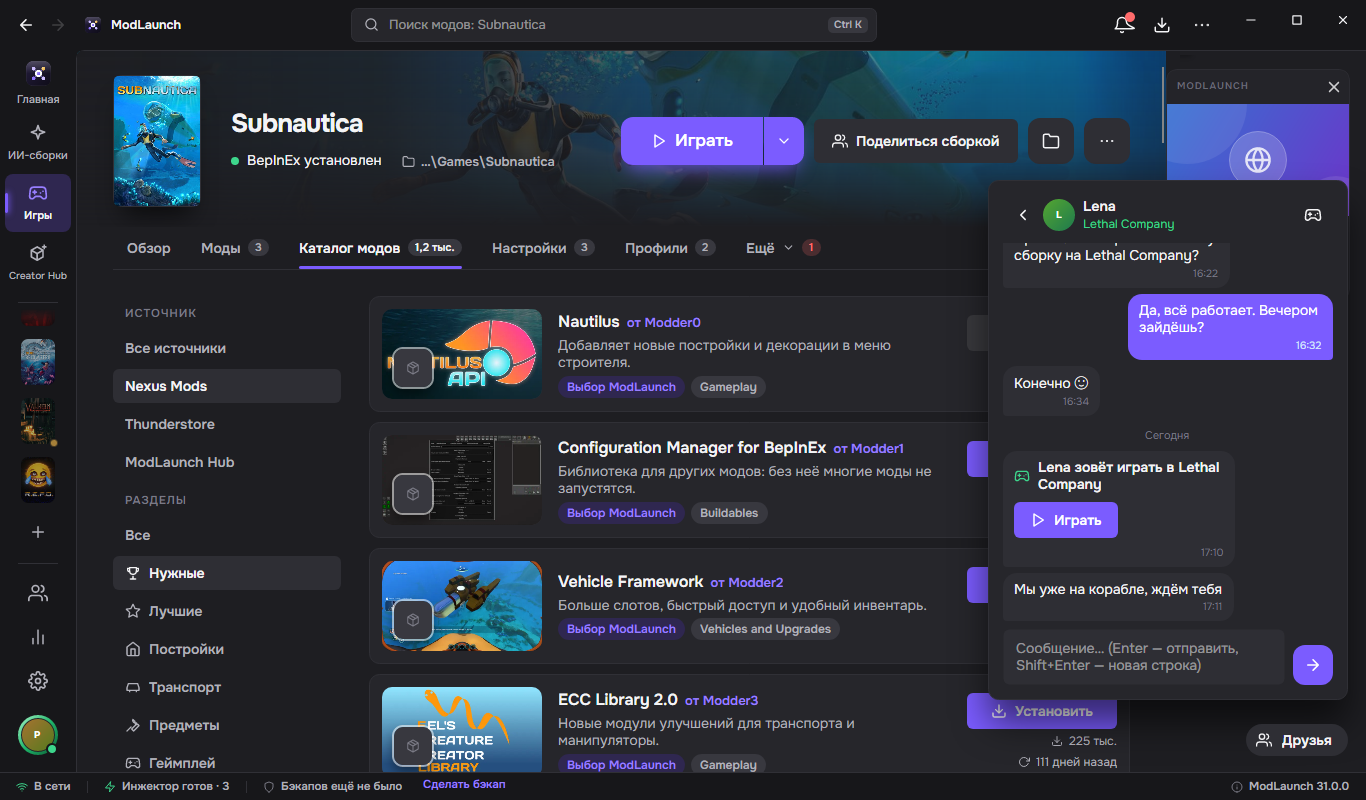 ModLaunch
Поиск модов: Subnautica
Ctrl K
Главная
ИИ-сборки
Игры
Creator Hub
SUBNAUTICA
Subnautica
BepInEx установлен
...\Games\Subnautica
Играть
Поделиться сборкой
MODLAUNCH
Обзор
Моды 3
Каталог модов 1,2 тыс.
Настройки 3
Профили 2
Ещё 1
ИСТОЧНИК
Все источники
Nexus Mods
Thunderstore
ModLaunch Hub
РАЗДЕЛЫ
Все
Нужные
Лучшие
Постройки
Транспорт
Предметы
Геймплей
Nautilus от Modder0
Добавляет новые постройки и декорации в меню
строителя.
Выбор ModLaunch
Gameplay
Configuration Manager for BepInEx от Modder1
Библиотека для других модов: без неё многие моды не
запустятся.
Выбор ModLaunch
Buildables
Vehicle Framework от Modder2
Больше слотов, быстрый доступ и удобный инвентарь.
Выбор ModLaunch
Vehicles and Upgrades
ECC Library 2.0 от Modder3
Новые модули улучшений для транспорта и
манипуляторы.
Выбор ModLaunch
Gameplay
API
LIBRARY
R.E.P.O.
Установить
225 тыс.
111 дней назад
L
Lena
Lethal Company
сборку на Lethal Company?
16:22
Да, всё работает. Вечером
зайдёшь?
16:32
Конечно
16:34
Сегодня
Lena зовёт играть в Lethal
Company
Играть
17:10
Мы уже на корабле, ждём тебя
17:11
Сообщение... (Enter — отправить,
Shift+Enter — новая строка)
Друзья
P
В сети
Инжектор готов · 3
Бэкапов ещё не было
Сделать бэкап
ModLaunch 31.0.0